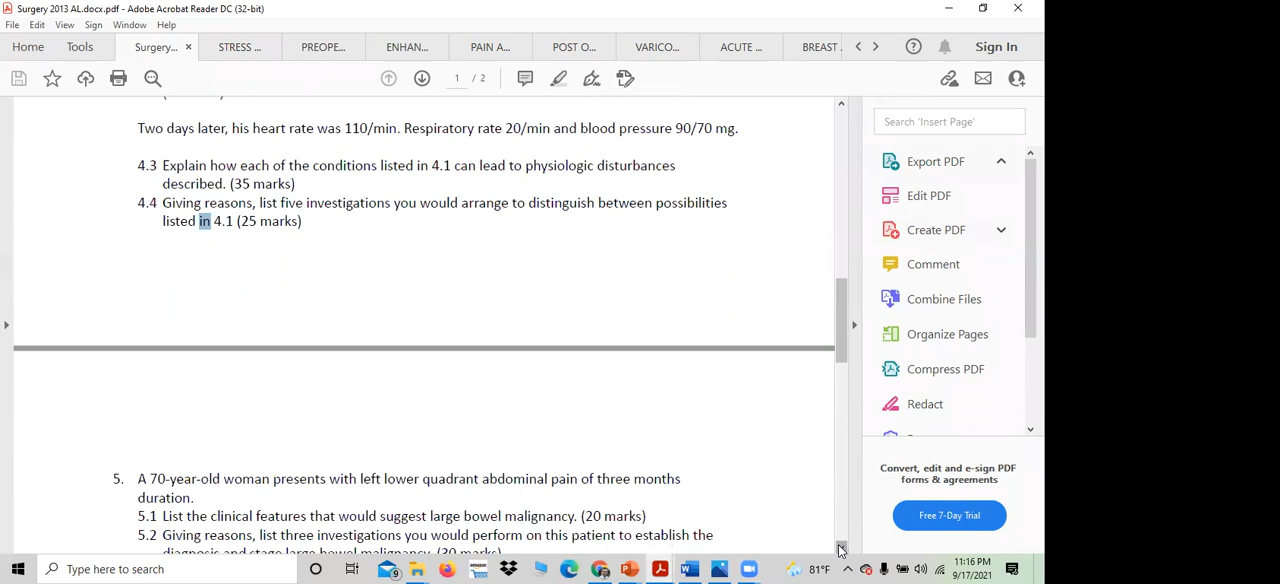 Surgery 2013 AL.docx.pdf - Adobe Acrobat Reader DC (32-bit)
File Edit View Sign Window Help
Home Tools Surgery... × STRESS ... PREOPE... ENHAN... PAIN A... POST O... VARICO... ACUTE ... BREAST Sign In
1 / 2
Two days later, his heart rate was 110/min. Respiratory rate 20/min and blood pressure 90/70 mg.
4.3 Explain how each of the conditions listed in 4.1 can lead to physiologic disturbances
described. (35 marks)
4.4 Giving reasons, list five investigations you would arrange to distinguish between possibilities
listed in 4.1 (25 marks)
5. A 70-year-old woman presents with left lower quadrant abdominal pain of three months
duration.
5.1 List the clinical features that would suggest large bowel malignancy. (20 marks)
5.2 Giving reasons, list three investigations you would perform on this patient to establish the
diagnosis and stage large bowel malignancy. (30 marks)
Search 'Insert Page'
Export PDF
Edit PDF
Create PDF
Comment
Combine Files
Organize Pages
Compress PDF
Redact
Convert, edit and e-sign PDF
forms & agreements
Free 7-Day Trial
Type here to search
9
81°F
11:16 PM
9/17/2021